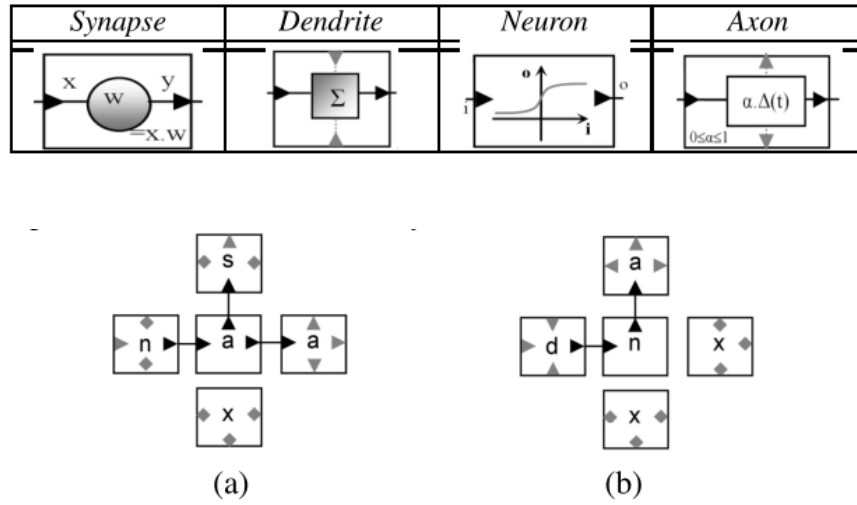 Synapse Dendrite Neuron Axon
x w y =x.w
Σ
o i o i
α.Δ(t)
0≤α≤1
s a
n a a d n x
x x
(a) (b)